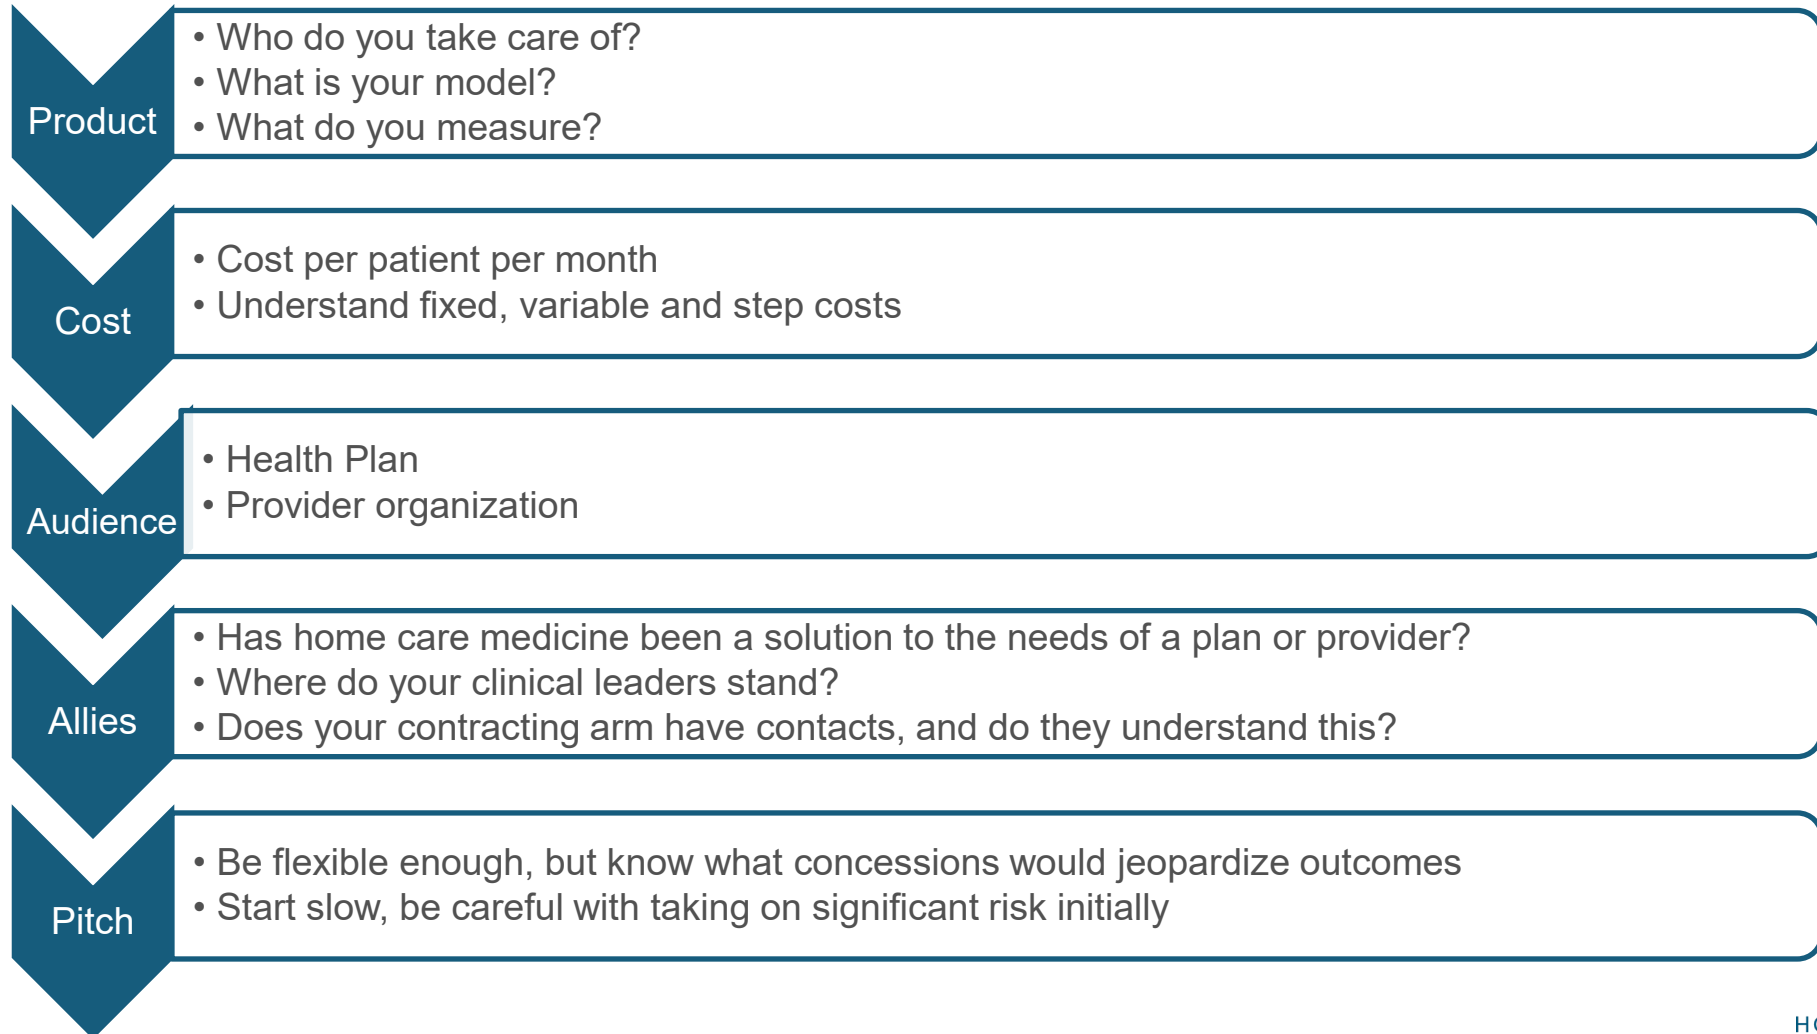 Product
• Who do you take care of?
• What is your model?
• What do you measure?
Cost
• Cost per patient per month
• Understand fixed, variable and step costs
Audience
• Health Plan
• Provider organization
Allies
• Has home care medicine been a solution to the needs of a plan or provider?
• Where do your clinical leaders stand?
• Does your contracting arm have contacts, and do they understand this?
Pitch
• Be flexible enough, but know what concessions would jeopardize outcomes
• Start slow, be careful with taking on significant risk initially